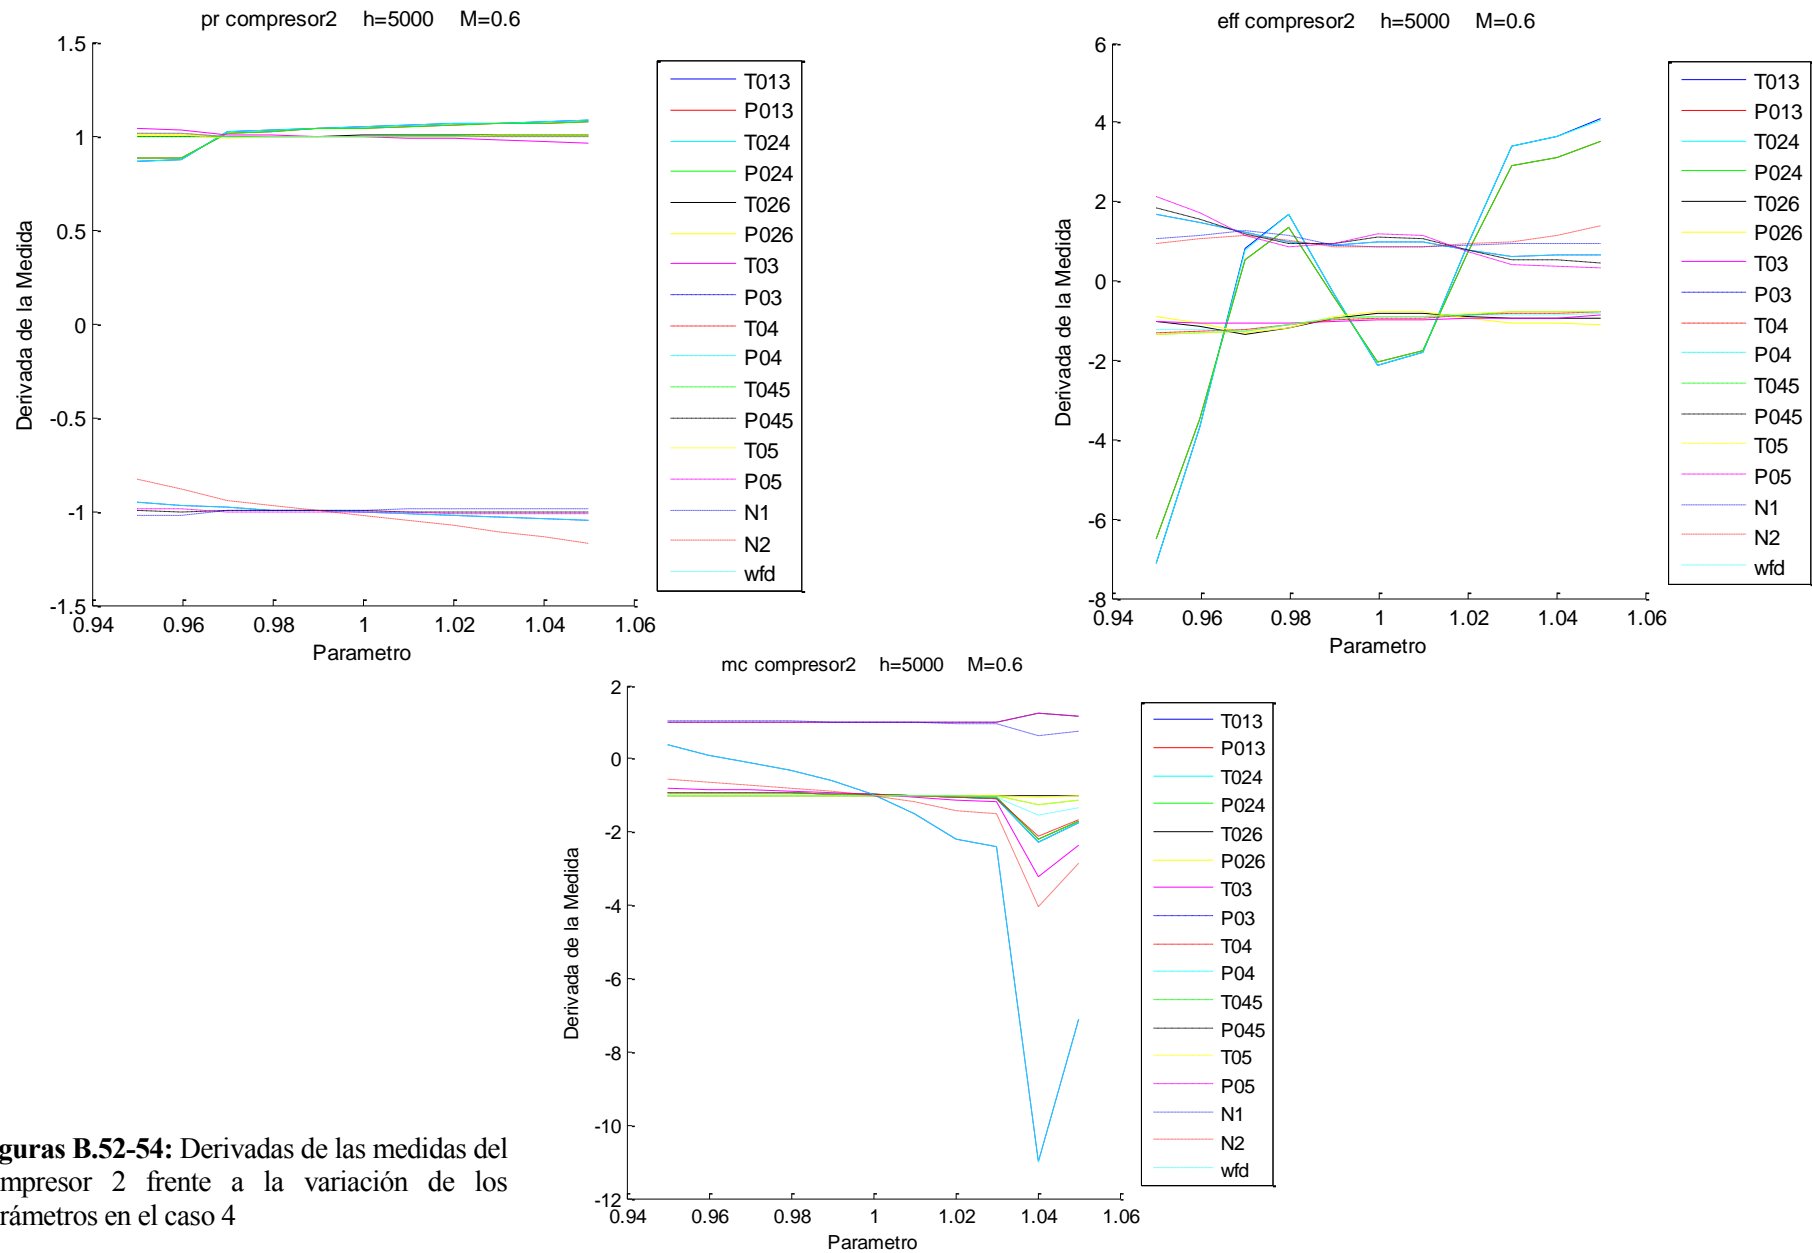 pr compresor2 h=5000 M=0.6
1.5
1
0.5
0
-0.5
-1
-1.5
0.94 0.96 0.98 1 1.02 1.04 1.06
Derivada de la Medida
Parametro
T013
P013
T024
P024
T026
P026
T03
P03
T04
P04
T045
P045
T05
P05
N1
N2
wfd
eff compresor2 h=5000 M=0.6
6
4
2
0
-2
-4
-6
-8
0.94 0.96 0.98 1 1.02 1.04 1.06
Derivada de la Medida
Parametro
T013
P013
T024
P024
T026
P026
T03
P03
T04
P04
T045
P045
T05
P05
N1
N2
wfd
mc compresor2 h=5000 M=0.6
2
0
-2
-4
-6
-8
-10
-12
0.94 0.96 0.98 1 1.02 1.04 1.06
Derivada de la Medida
Parametro
T013
P013
T024
P024
T026
P026
T03
P03
T04
P04
T045
P045
T05
P05
N1
N2
wfd
guras B.52-54: Derivadas de las medidas del
mpresor 2 frente a la variación de los
rámetros en el caso 4